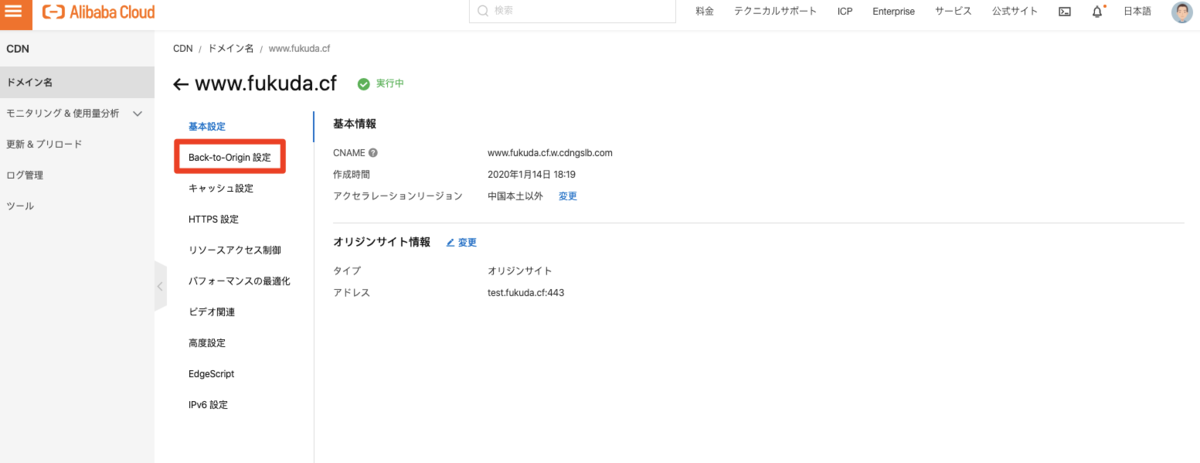 Alibaba Cloud
検索
料金
テクニカルサポート
ICP
Enterprise
サービス
公式サイト
日本語
CDN
ドメイン名
モニタリング & 使用量分析
更新 & プリロード
ログ管理
ツール
CDN / ドメイン名 / www.fukuda.cf
← www.fukuda.cf
実行中
基本設定
Back-to-Origin 設定
キャッシュ設定
HTTPS 設定
リソースアクセス制御
パフォーマンスの最適化
ビデオ関連
高度設定
EdgeScript
IPv6 設定
基本情報
CNAME www.fukuda.cf.w.cdngslb.com
作成時間 2020年1月14日 18:19
アクセラレーションリージョン 中国本土以外 変更
オリジンサイト情報 変更
タイプ オリジンサイト
アドレス test.fukuda.cf:443